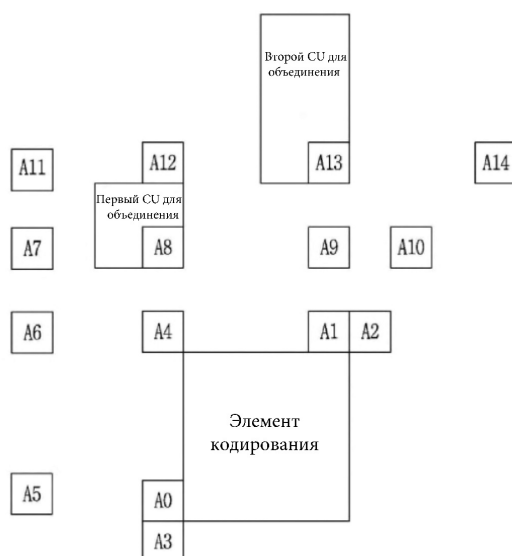 Второй CU для
объединения
A11
A12
A13
A14
Первый CU для
объединения
A7
A8
A9
A10
A6
A4
A1
A2
Элемент
кодирования
A5
A0
A3